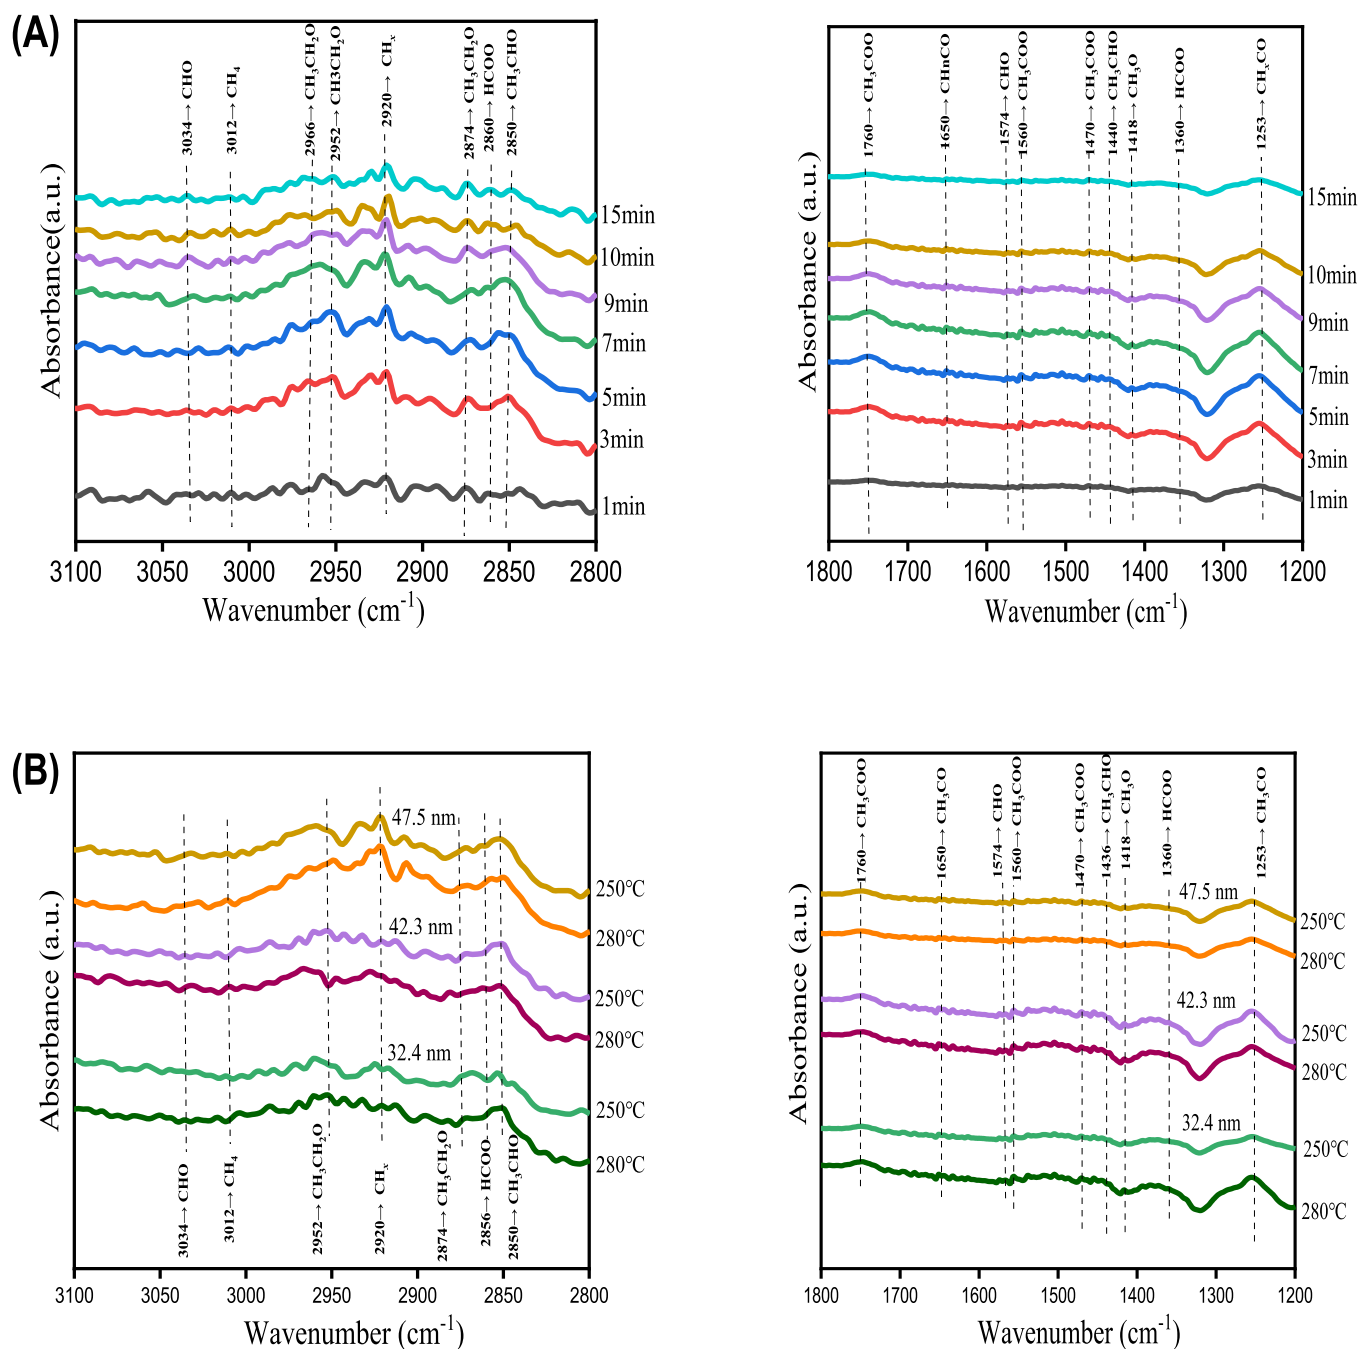 (A)
3034→ CHO
3012→ CH₄
2966→ CH₃CH₂O
2952→ CH3CH₂O
2920→ CHₓ
2874→ CH₃CH₂O
2860→ HCOO
2850→ CH₃CHO
15min
10min
9min
7min
5min
3min
1min
Absorbance(a.u.)
3100 3050 3000 2950 2900 2850 2800
Wavenumber (cm⁻¹)
1760→ CH₃COO
1650→ CHnCO
1574→ CHO
1560→ CH₃COO
1470→ CH₃COO
1440→ CH₃CHO
1418→ CH₃O
1360→HCOO
1253→ CHₓCO
15min
10min
9min
7min
5min
3min
1min
Absorbance (a.u.)
1800 1700 1600 1500 1400 1300 1200
Wavenumber (cm⁻¹)
(B)
47.5 nm
250℃
280℃
42.3 nm
250℃
280℃
32.4 nm
250℃
280℃
3034→ CHO
3012→ CH₄
2952→ CH₃CH₂O
2920→ CHₓ
2874→ CH₃CH₂O
2856→ HCOO
2850→ CH₃CHO
Absorbance (a.u.)
3100 3050 3000 2950 2900 2850 2800
Wavenumber (cm⁻¹)
1760→ CH₃COO
1650→ CH₃CO
1574→ CHO
1560→ CH₃COO
1470→ CH₃COO
1436→ CH₃CHO
1418→ CH₃O
1360→ HCOO
1253→ CH₃CO
47.5 nm
250℃
280℃
42.3 nm
250℃
280℃
32.4 nm
250℃
280℃
Absorbance (a.u.)
1800 1700 1600 1500 1400 1300 1200
Wavenumber (cm⁻¹)